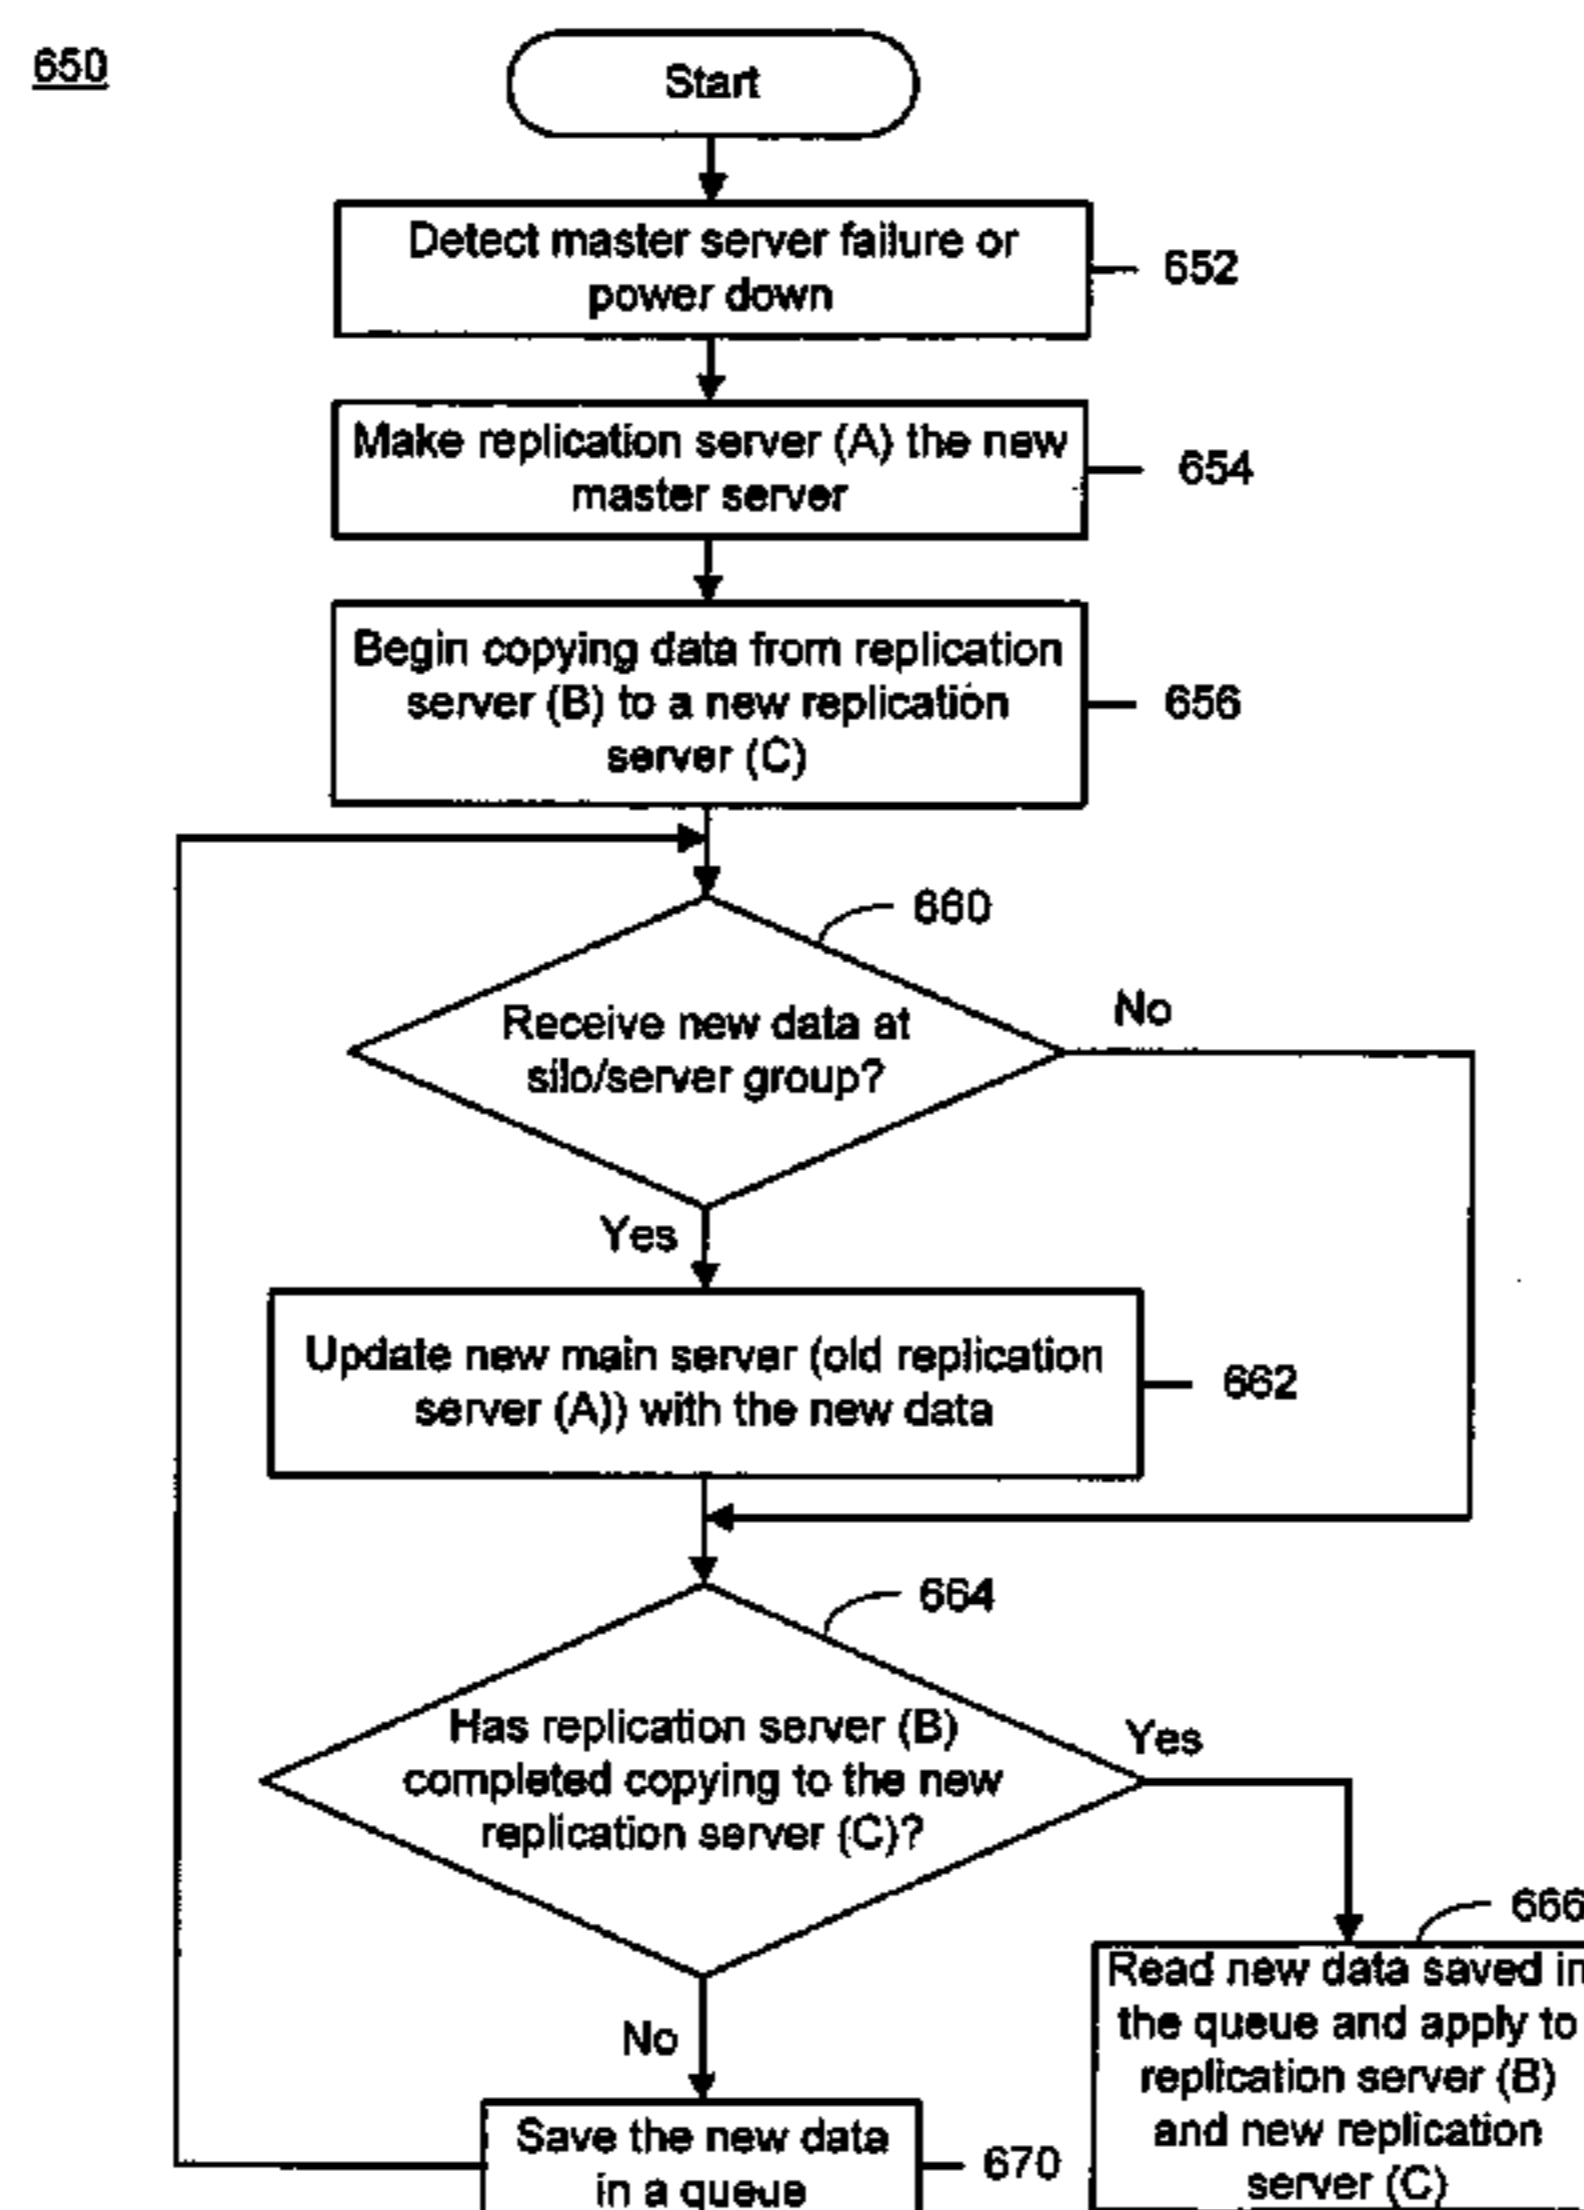 650
Start
Detect master server failure or
power down
652
Make replication server (A) the new
master server
654
Begin copying data from replication
server (B) to a new replication
server (C)
656
660
Receive new data at
silo/server group?
No
Yes
Update new main server (old replication
server (A)) with the new data
662
664
Has replication server (B)
completed copying to the new
replication server (C)?
Yes
No
666
Read new data saved in
the queue and apply to
replication server (B)
and new replication
server (C)
Save the new data
in a queue
670